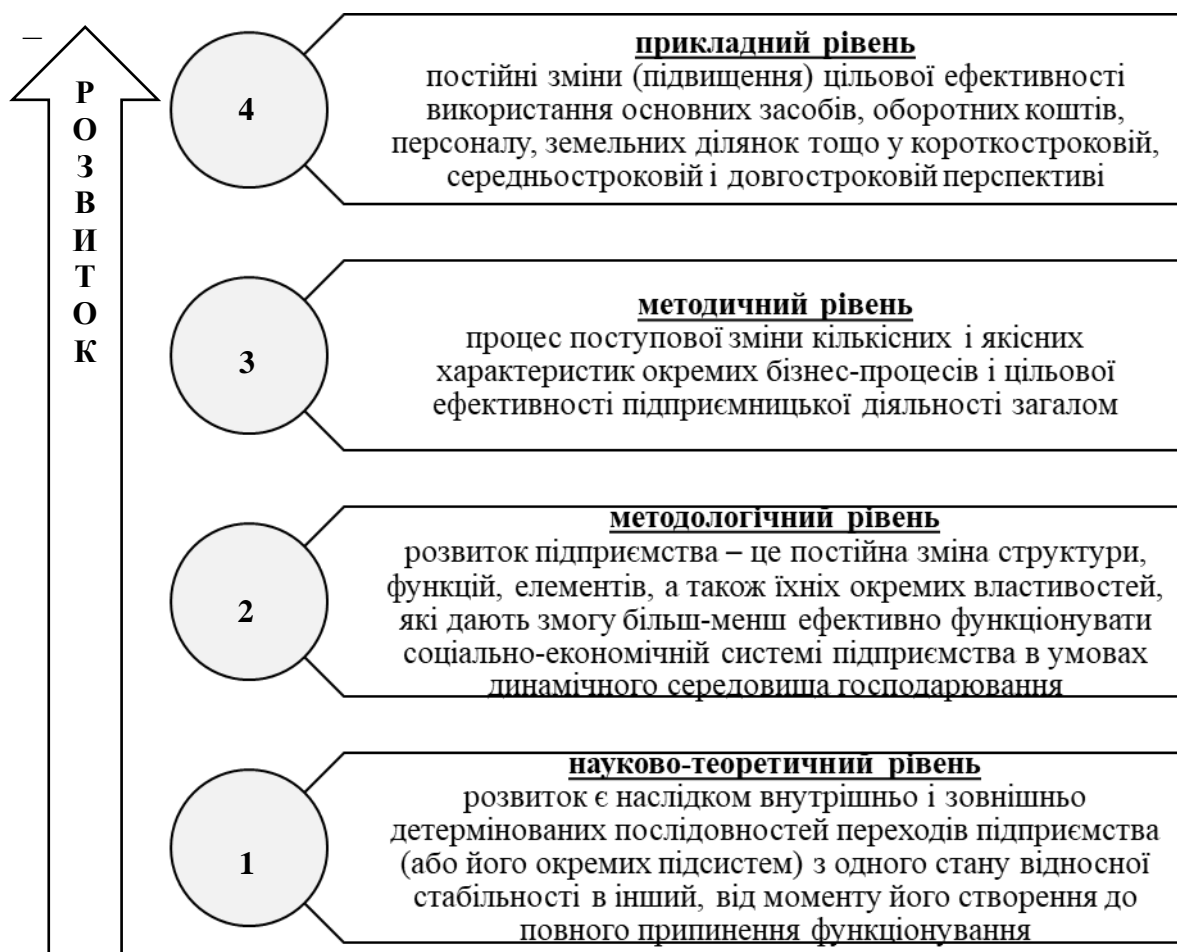 –
РОЗВИТОК
4
прикладний рівень
постійні зміни (підвищення) цільової ефективності
використання основних засобів, оборотних коштів,
персоналу, земельних ділянок тощо у короткостроковій,
середньостроковій і довгостроковій перспективі
3
методичний рівень
процес поступової зміни кількісних і якісних
характеристик окремих бізнес-процесів і цільової
ефективності підприємницької діяльності загалом
2
методологічний рівень
розвиток підприємства – це постійна зміна структури,
функцій, елементів, а також їхніх окремих властивостей,
які дають змогу більш-менш ефективно функціонувати
соціально-економічній системі підприємства в умовах
динамічного середовища господарювання
1
науково-теоретичний рівень
розвиток є наслідком внутрішньо і зовнішньо
детермінованих послідовностей переходів підприємства
(або його окремих підсистем) з одного стану відносної
стабільності в інший, від моменту його створення до
повного припинення функціонування